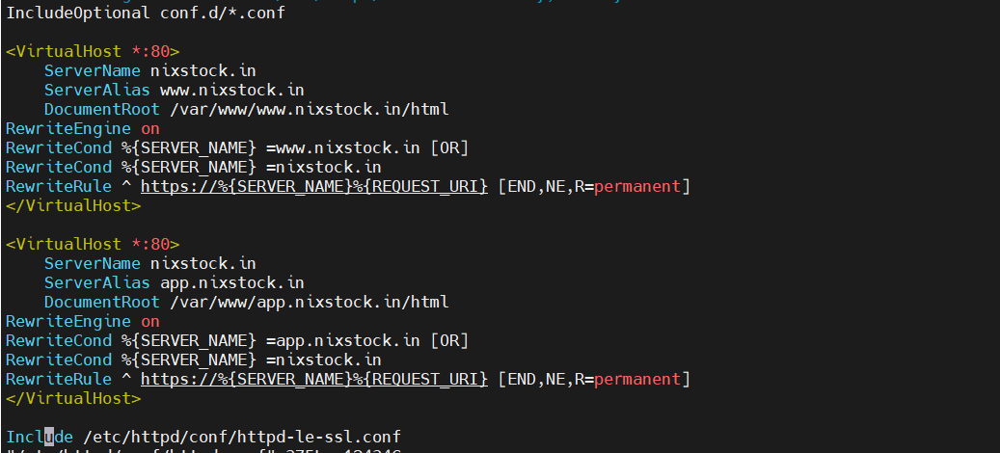 IncludeOptional conf.d/*.conf
<VirtualHost *:80>
ServerName nixstock.in
ServerAlias www.nixstock.in
DocumentRoot /var/www/www.nixstock.in/html
RewriteEngine on
RewriteCond %{SERVER_NAME} =www.nixstock.in [OR]
RewriteCond %{SERVER_NAME} =nixstock.in
RewriteRule ^ https://%{SERVER_NAME}%{REQUEST_URI} [END,NE,R=permanent]
</VirtualHost>
<VirtualHost *:80>
ServerName nixstock.in
ServerAlias app.nixstock.in
DocumentRoot /var/www/app.nixstock.in/html
RewriteEngine on
RewriteCond %{SERVER_NAME} =app.nixstock.in [OR]
RewriteCond %{SERVER_NAME} =nixstock.in
RewriteRule ^ https://%{SERVER_NAME}%{REQUEST_URI} [END,NE,R=permanent]
</VirtualHost>
Include /etc/httpd/conf/httpd-le-ssl.conf